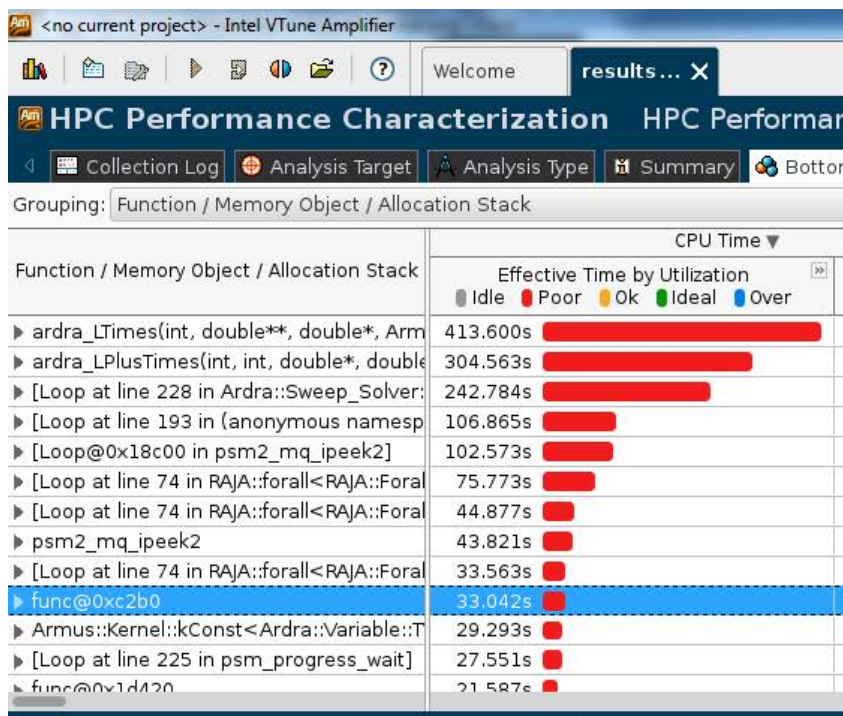 Am <no current project> - Intel VTune Amplifier
Welcome results... X
Am HPC Performance Characterization HPC Performar
Collection Log Analysis Target Analysis Type Summary Bottor
Grouping: Function / Memory Object / Allocation Stack
CPU Time ▼
Function / Memory Object / Allocation Stack Effective Time by Utilization »
Idle Poor Ok Ideal Over
ardra_LTimes(int, double**, double*, Arm 413.600s
ardra_LPlusTimes(int, int, double*, double 304.563s
[Loop at line 228 in Ardra::Sweep_Solver: 242.784s
[Loop at line 193 in (anonymous namesp 106.865s
[Loop@0x18c00 in psm2_mq_ipeek2] 102.573s
[Loop at line 74 in RAJA::forall<RAJA::Foral 75.773s
[Loop at line 74 in RAJA::forall<RAJA::Foral 44.877s
psm2_mq_ipeek2 43.821s
[Loop at line 74 in RAJA::forall<RAJA::Foral 33.563s
func@0xc2b0 33.042s
Armus::Kernel::kConst<Ardra::Variable::T 29.293s
[Loop at line 225 in psm_progress_wait] 27.551s
func@0x1d420 21.587s